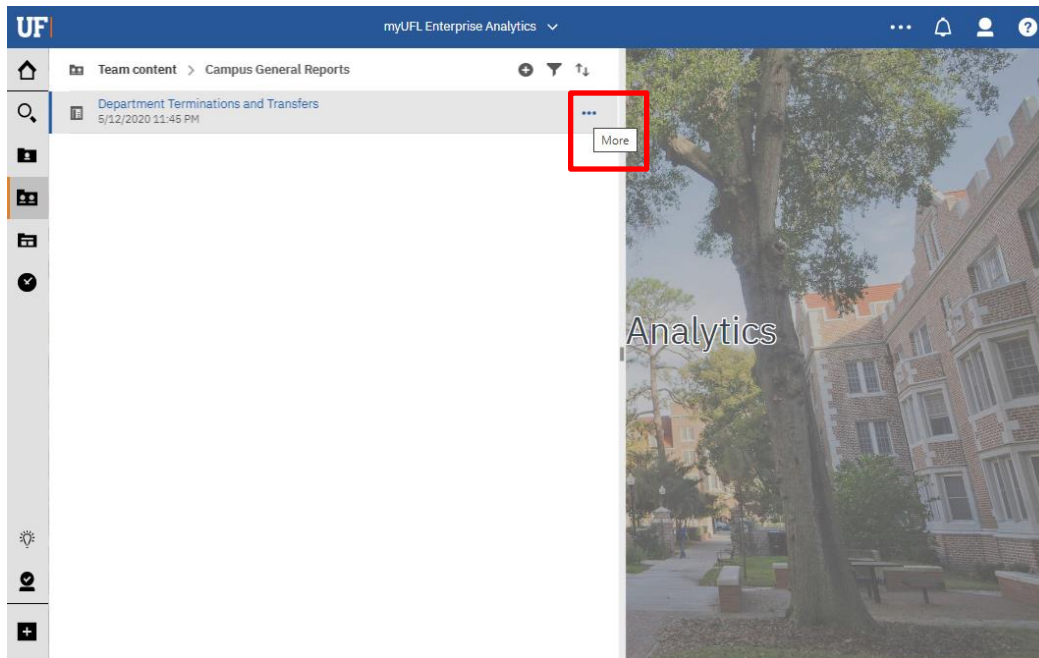 UF
myUFL Enterprise Analytics
Team content > Campus General Reports
Department Terminations and Transfers
5/12/2020 11:45 PM
More
Analytics